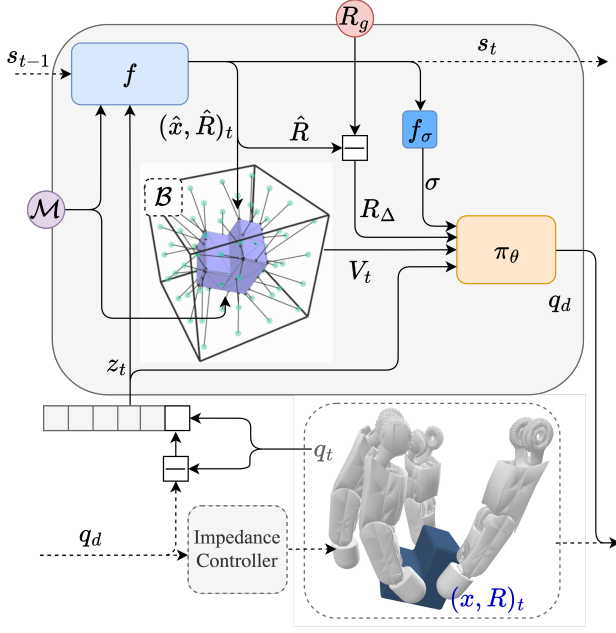 R_g
s_{t-1}
s_t
f
(x̂, R̂)_t
R̂
f_σ
—
ℳ
ℬ
R_Δ
σ
π_θ
V_t
q_d
z_t
q_t
—
q_d
Impedance
Controller
(x, R)_t